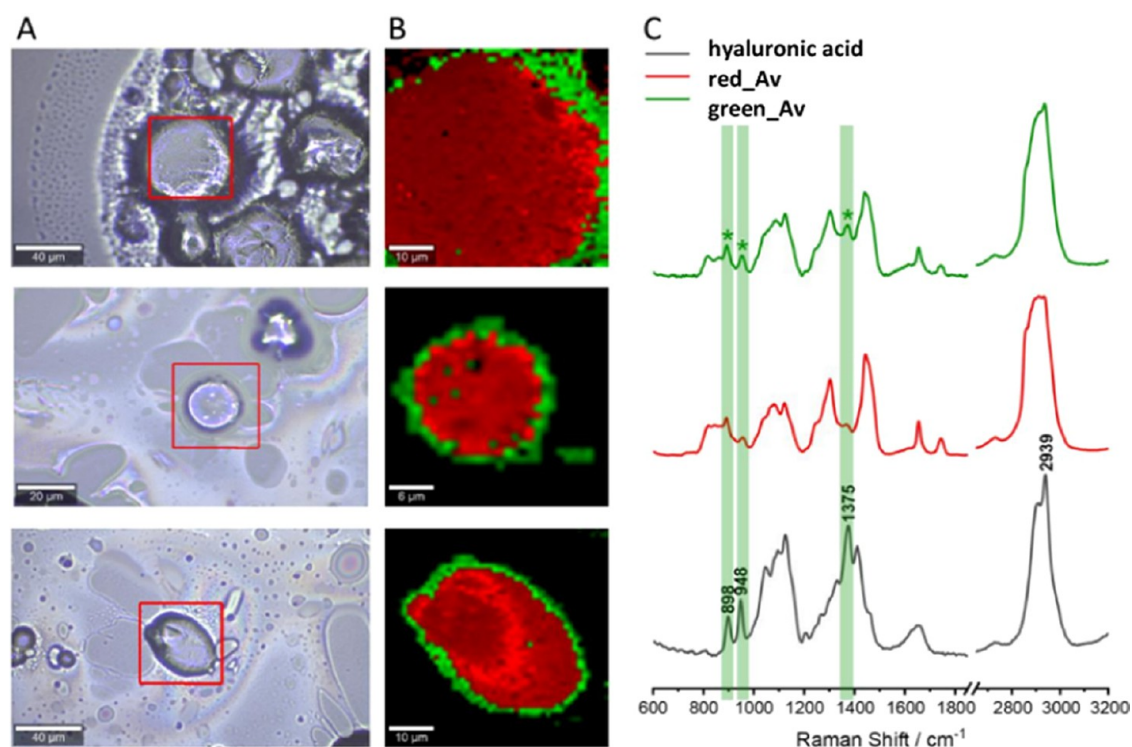 A
B
C
hyaluronic acid
red_Av
green_Av
40 µm
10 µm
20 µm
6 µm
40 µm
10 µm
* * *
898
948
1375
2939
600 800 1000 1200 1400 1600 1800 2800 3000 3200
Raman Shift / cm⁻¹